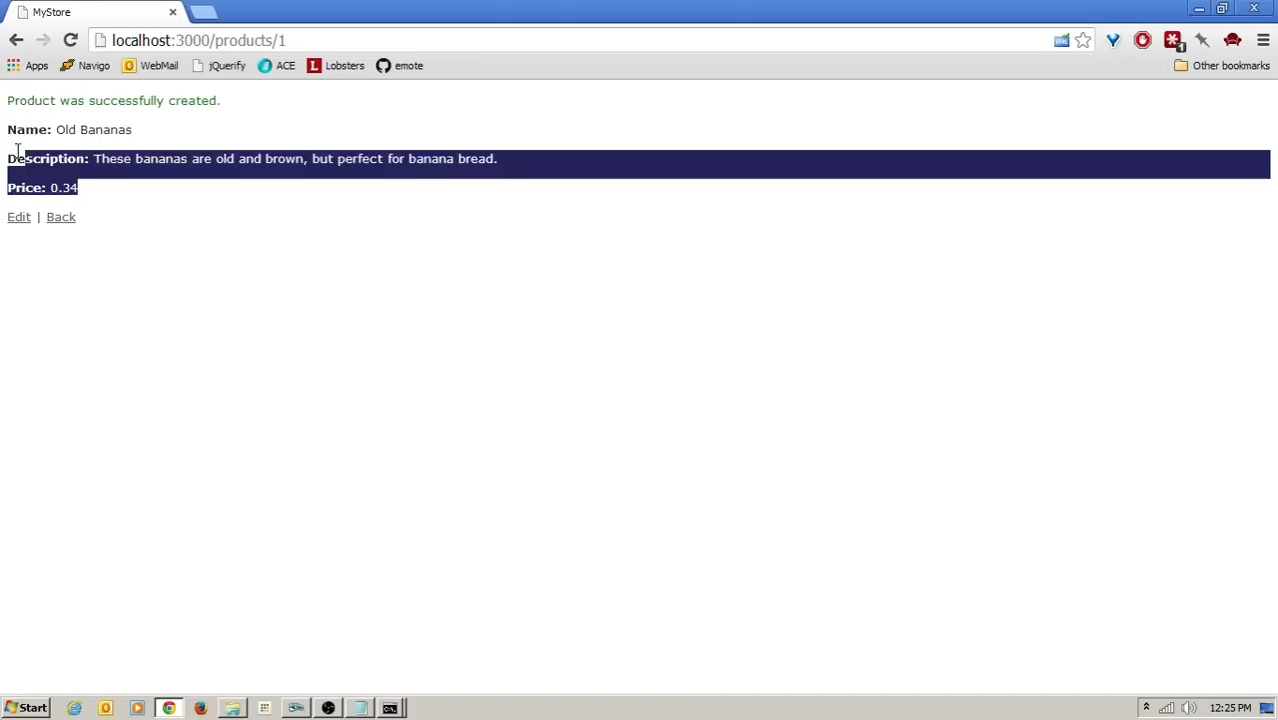 MyStore
localhost:3000/products/1
Apps Navigo WebMail jQuerify ACE Lobsters emote Other bookmarks
Product was successfully created.
Name: Old Bananas
Description: These bananas are old and brown, but perfect for banana bread.
Price: 0.34
Edit | Back
Start 12:25 PM